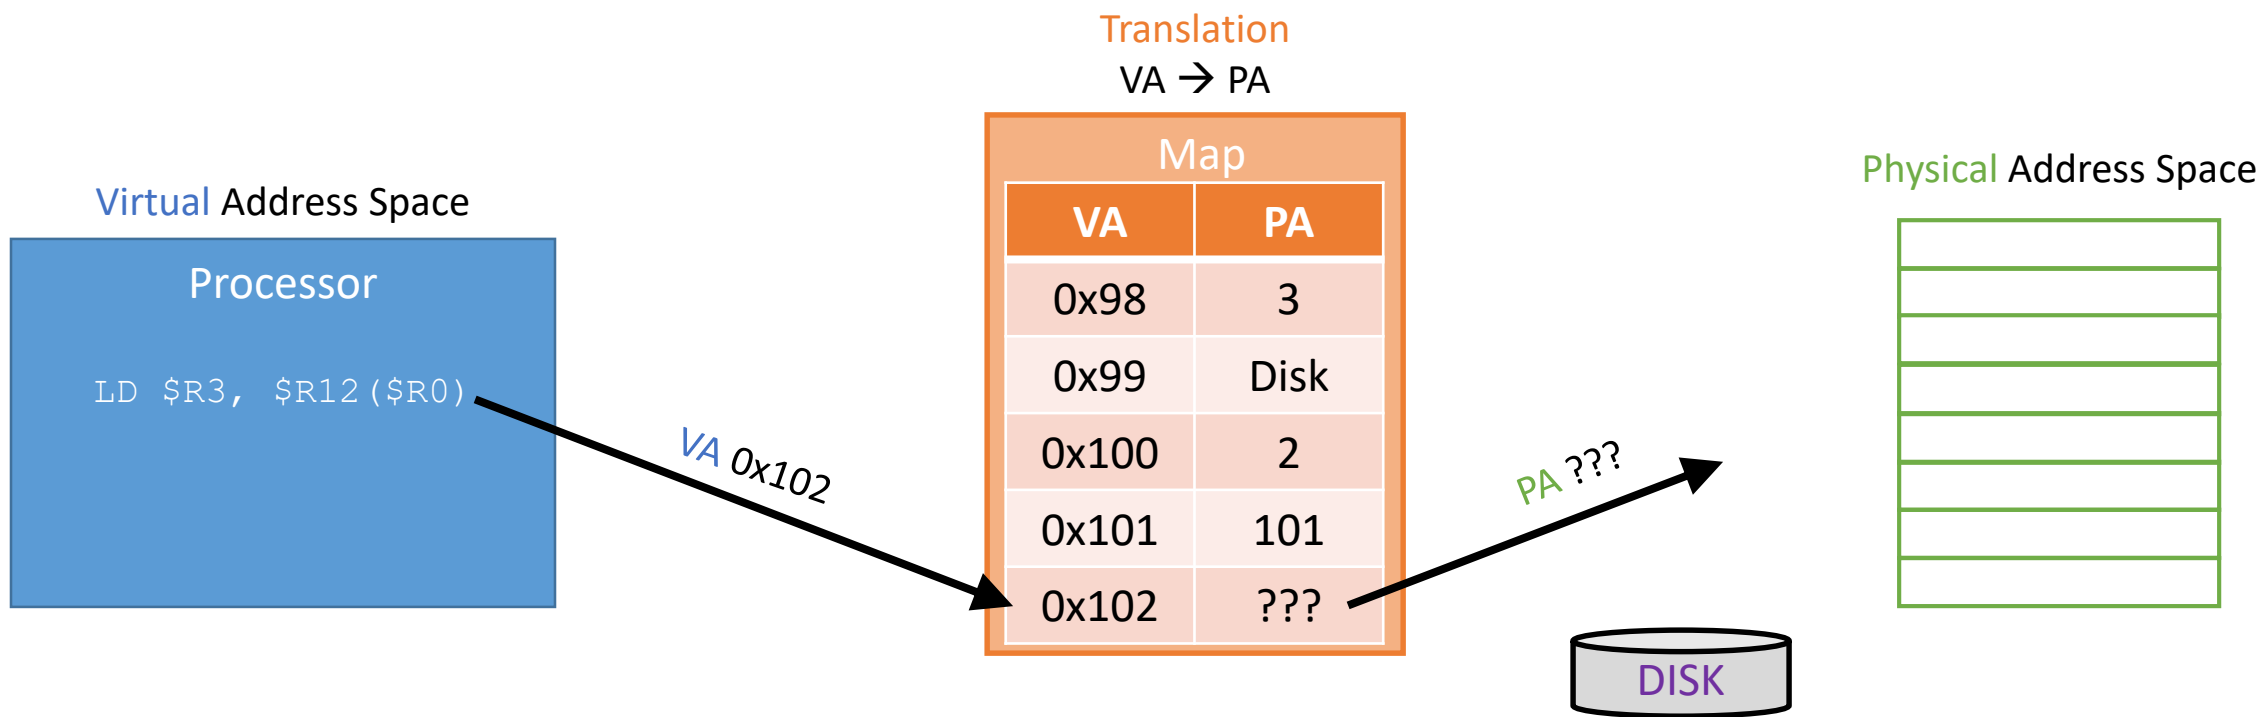 Translation
VA → PA
Virtual Address Space
Processor
LD $R3, $R12($R0)
VA 0x102
Map
VA PA
0x98 3
0x99 Disk
0x100 2
0x101 101
0x102 ???
PA ???
Physical Address Space
DISK